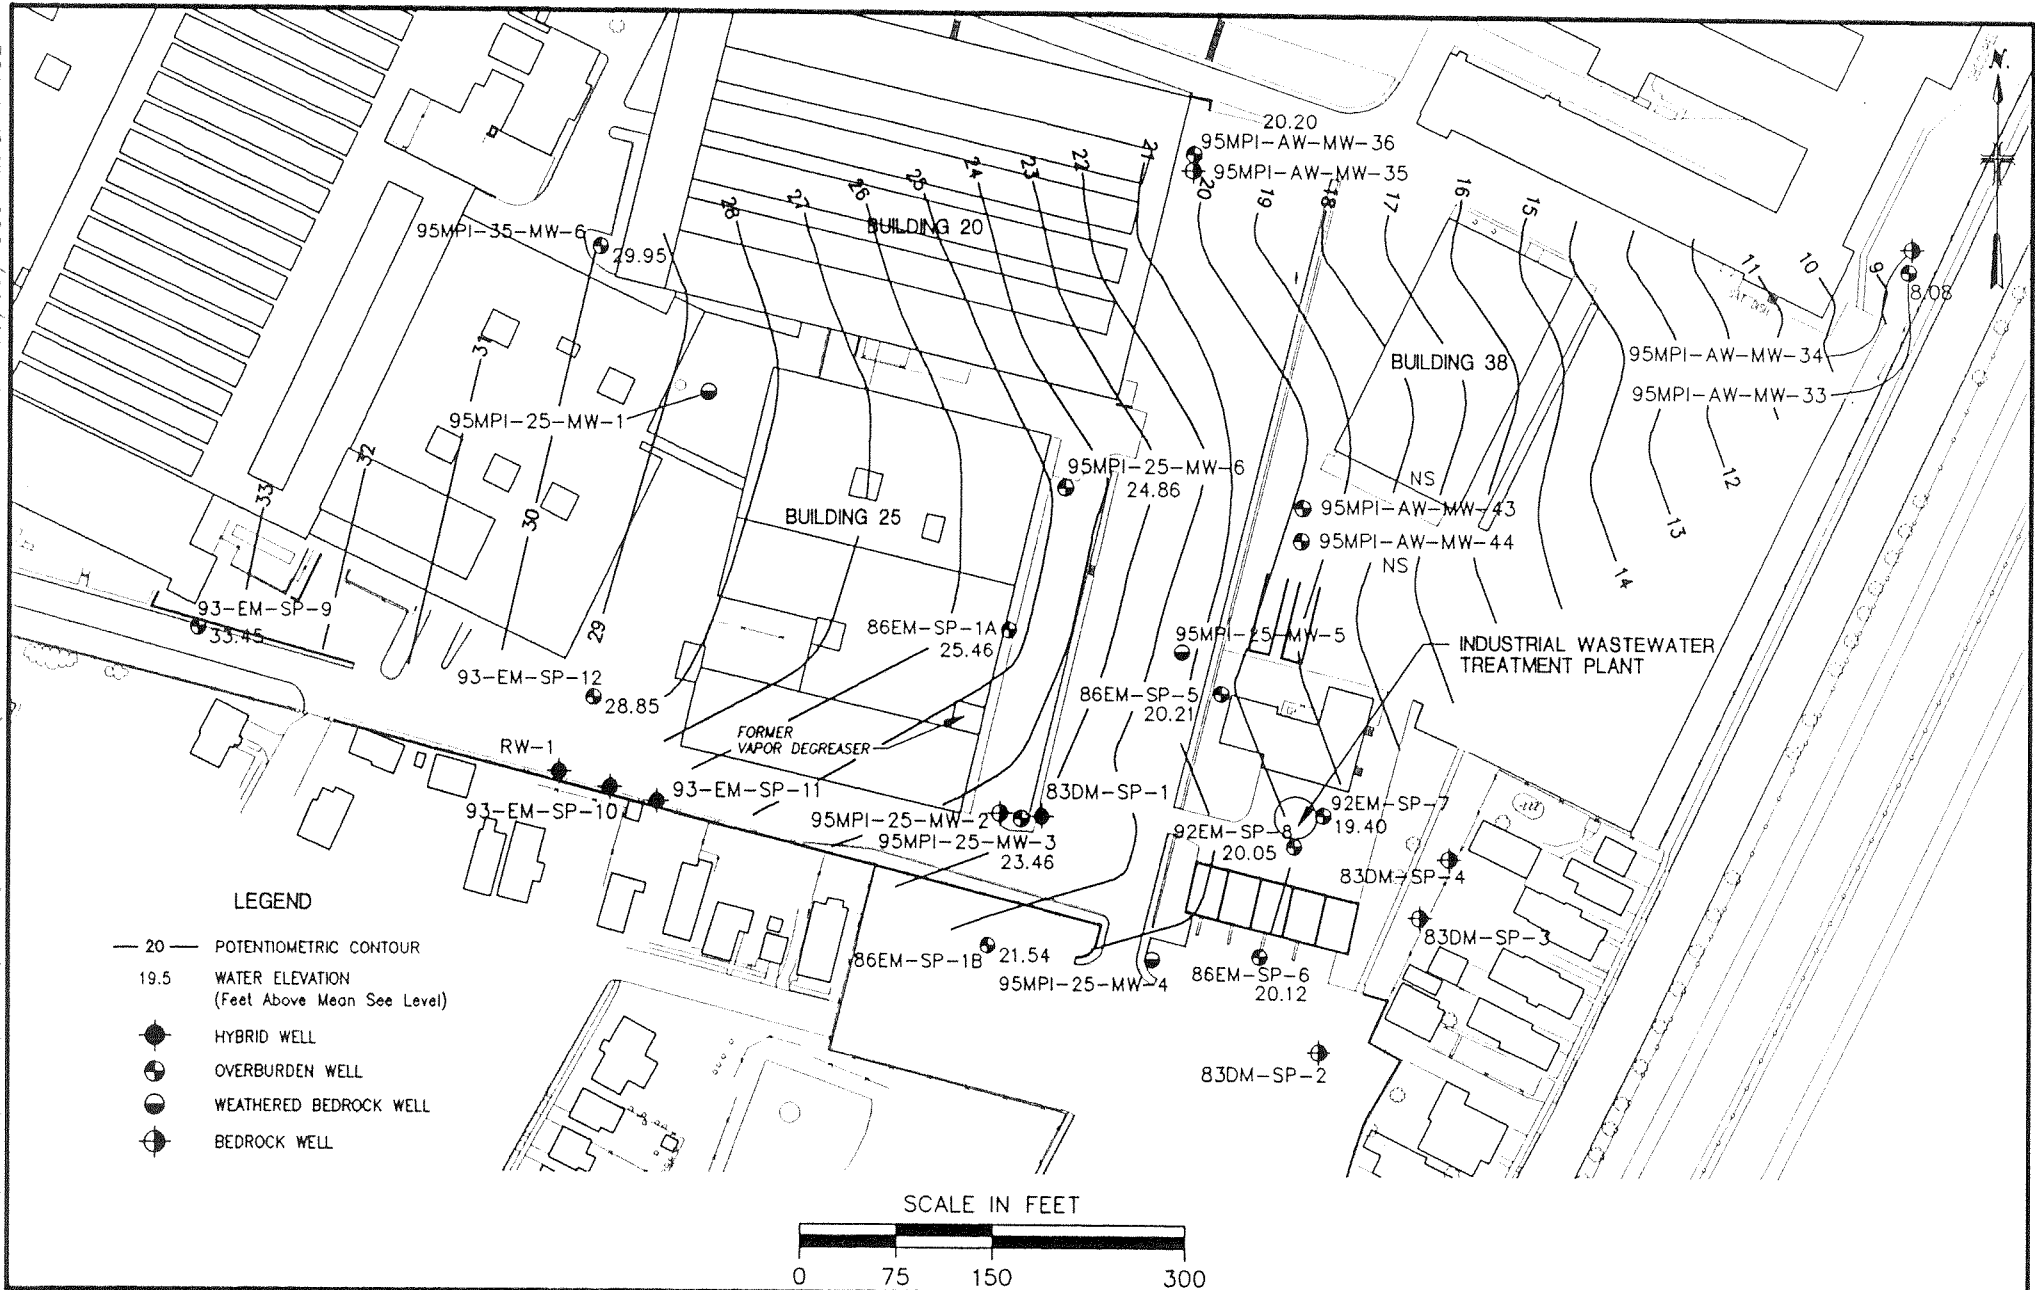 N.
20.20
95MPI-AW-MW-36
95MPI-AW-MW-35
21
22
23
24
25
26
27
28
20
19
18
17
16
15
BUILDING 20
95MPI-35-MW-6
29.95
11
10
9
8.08
31
BUILDING 38
95MPI-AW-MW-34
95MPI-AW-MW-33
95MPI-25-MW-1
32
33
30
95MPI-25-MW-6
24.86
NS
95MPI-AW-MW-43
95MPI-AW-MW-44
NS
12
13
14
BUILDING 25
93-EM-SP-9
33.45
29
86EM-SP-1A
25.46
95MPI-25-MW-5
INDUSTRIAL WASTEWATER
TREATMENT PLANT
93-EM-SP-12
28.85
86EM-SP-5
20.21
FORMER
VAPOR DEGREASER
RW-1
93-EM-SP-11
93-EM-SP-10
83DM-SP-1
95MPI-25-MW-2
95MPI-25-MW-3
23.46
92EM-SP-7
19.40
92EM-SP-8
20.05
83DM-SP-4
83DM-SP-3
86EM-SP-1B
21.54
95MPI-25-MW-4
86EM-SP-6
20.12
83DM-SP-2
LEGEND
20 POTENTIOMETRIC CONTOUR
19.5 WATER ELEVATION
(Feet Above Mean See Level)
HYBRID WELL
OVERBURDEN WELL
WEATHERED BEDROCK WELL
BEDROCK WELL
SCALE IN FEET
0 75 150 300